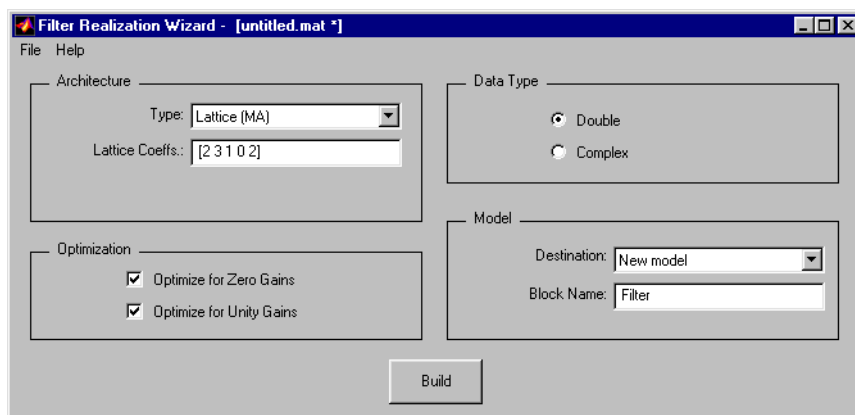 Filter Realization Wizard - [untitled.mat *]
File Help
Architecture
Type: Lattice (MA)
Lattice Coeffs.: [2 3 1 0 2]
Optimization
Optimize for Zero Gains
Optimize for Unity Gains
Data Type
Double
Complex
Model
Destination: New model
Block Name: Filter
Build